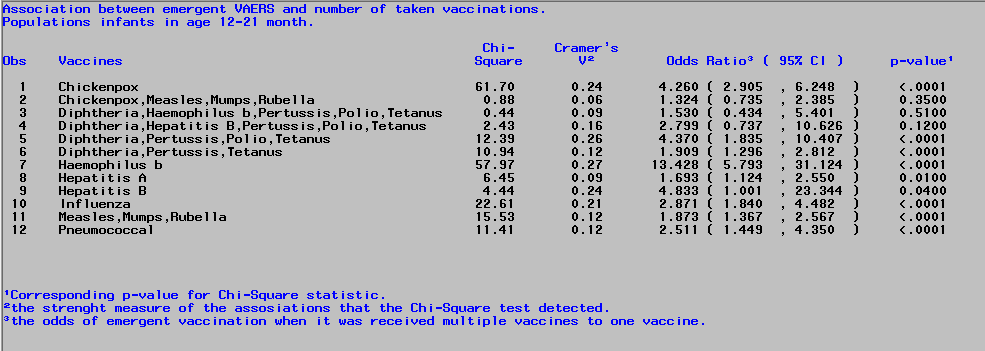 Association between emergent VAERS and number of taken vaccinations.
Populations infants in age 12-21 month.
Chi- Cramer's
Obs Vaccines Square V² Odds Ratio³ ( 95% CI ) p-value¹
1 Chickenpox 61.70 0.24 4.260 ( 2.905 , 6.248 ) <.0001
2 Chickenpox,Measles,Mumps,Rubella 0.88 0.06 1.324 ( 0.735 , 2.385 ) 0.3500
3 Diphtheria,Haemophilus b,Pertussis,Polio,Tetanus 0.44 0.09 1.530 ( 0.434 , 5.401 ) 0.5100
4 Diphtheria,Hepatitis B,Pertussis,Polio,Tetanus 2.43 0.16 2.799 ( 0.737 , 10.626 ) 0.1200
5 Diphtheria,Pertussis,Polio,Tetanus 12.39 0.26 4.370 ( 1.835 , 10.407 ) <.0001
6 Diphtheria,Pertussis,Tetanus 10.94 0.12 1.909 ( 1.296 , 2.812 ) <.0001
7 Haemophilus b 57.97 0.27 13.428 ( 5.793 , 31.124 ) <.0001
8 Hepatitis A 6.45 0.09 1.693 ( 1.124 , 2.550 ) 0.0100
9 Hepatitis B 4.44 0.24 4.833 ( 1.001 , 23.344 ) 0.0400
10 Influenza 22.61 0.21 2.871 ( 1.840 , 4.482 ) <.0001
11 Measles,Mumps,Rubella 15.53 0.12 1.873 ( 1.367 , 2.567 ) <.0001
12 Pneumococcal 11.41 0.12 2.511 ( 1.449 , 4.350 ) <.0001
¹Corresponding p-value for Chi-Square statistic.
²the strenght measure of the assosiations that the Chi-Square test detected.
³the odds of emergent vaccination when it was received multiple vaccines to one vaccine.